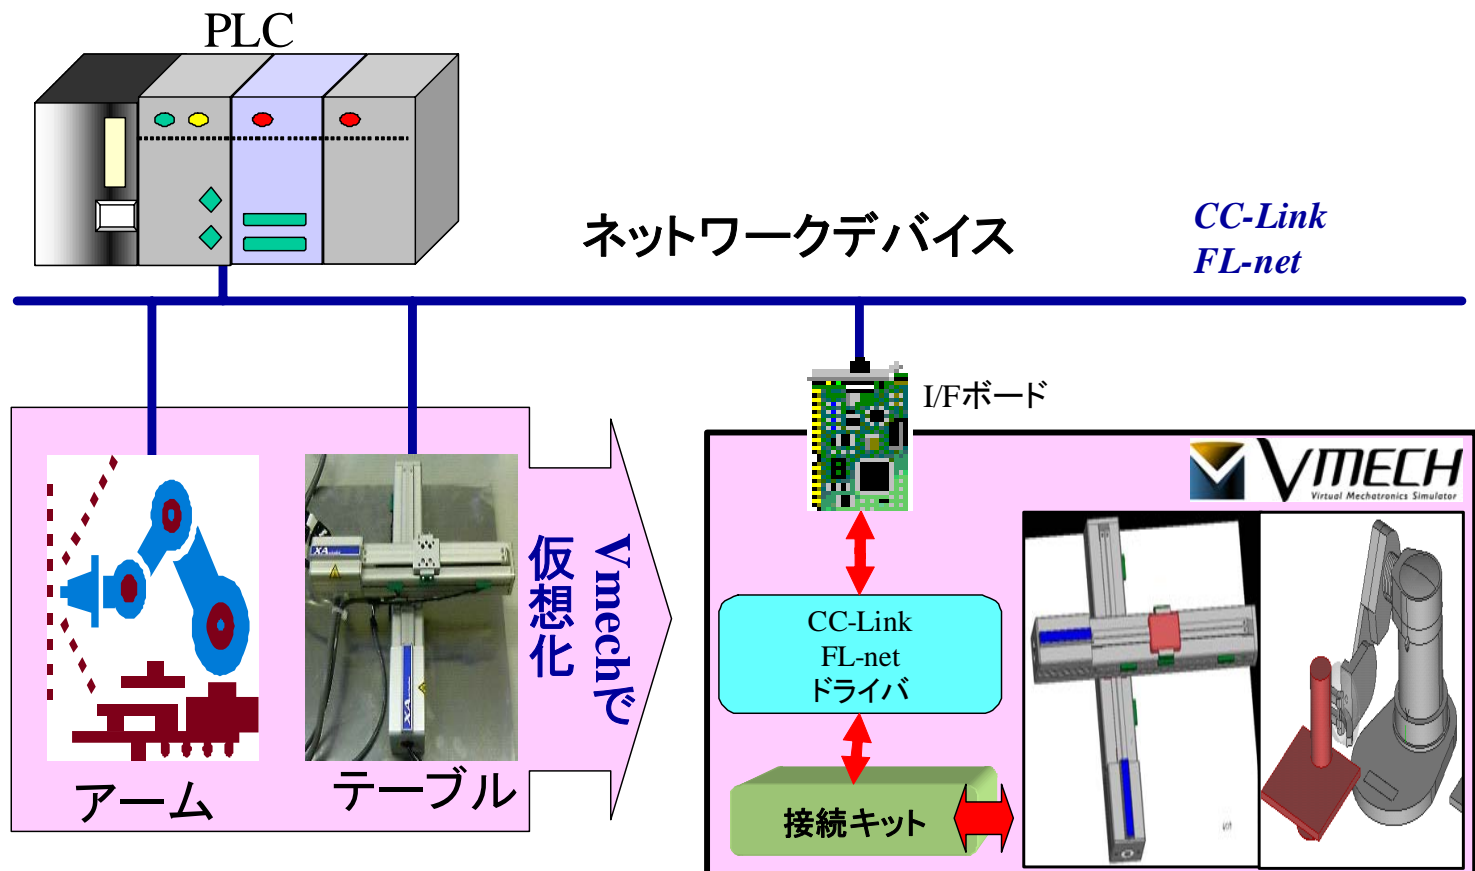 PLC
ネットワークデバイス
CC-Link
FL-net
I/Fボード
VMECH
Virtual Mechatronics Simulator
Vmechで
仮想化
XA
XA
CC-Link
FL-net
ドライバ
接続キット
アーム
テーブル